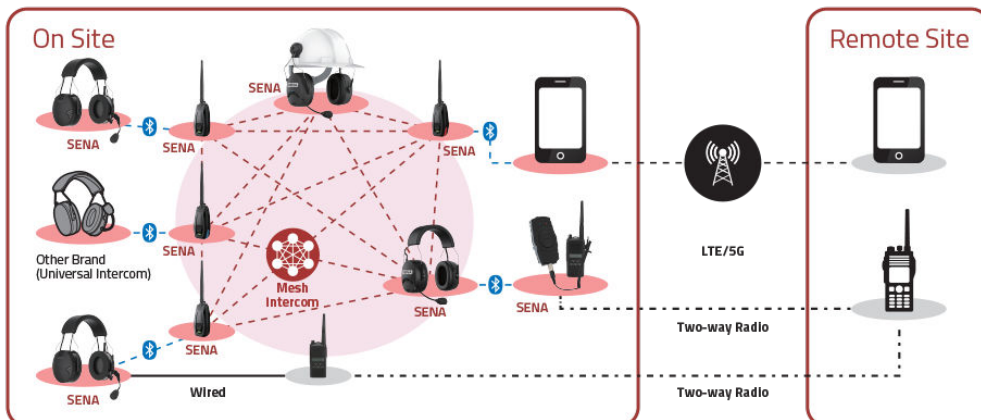 On Site
Remote Site
SENA
SENA
SENA
SENA
SENA
Other Brand
(Universal Intercom)
SENA
Mesh
Intercom
LTE/5G
SENA
SENA
SENA
SENA
Two-way Radio
Wired
Two-way Radio